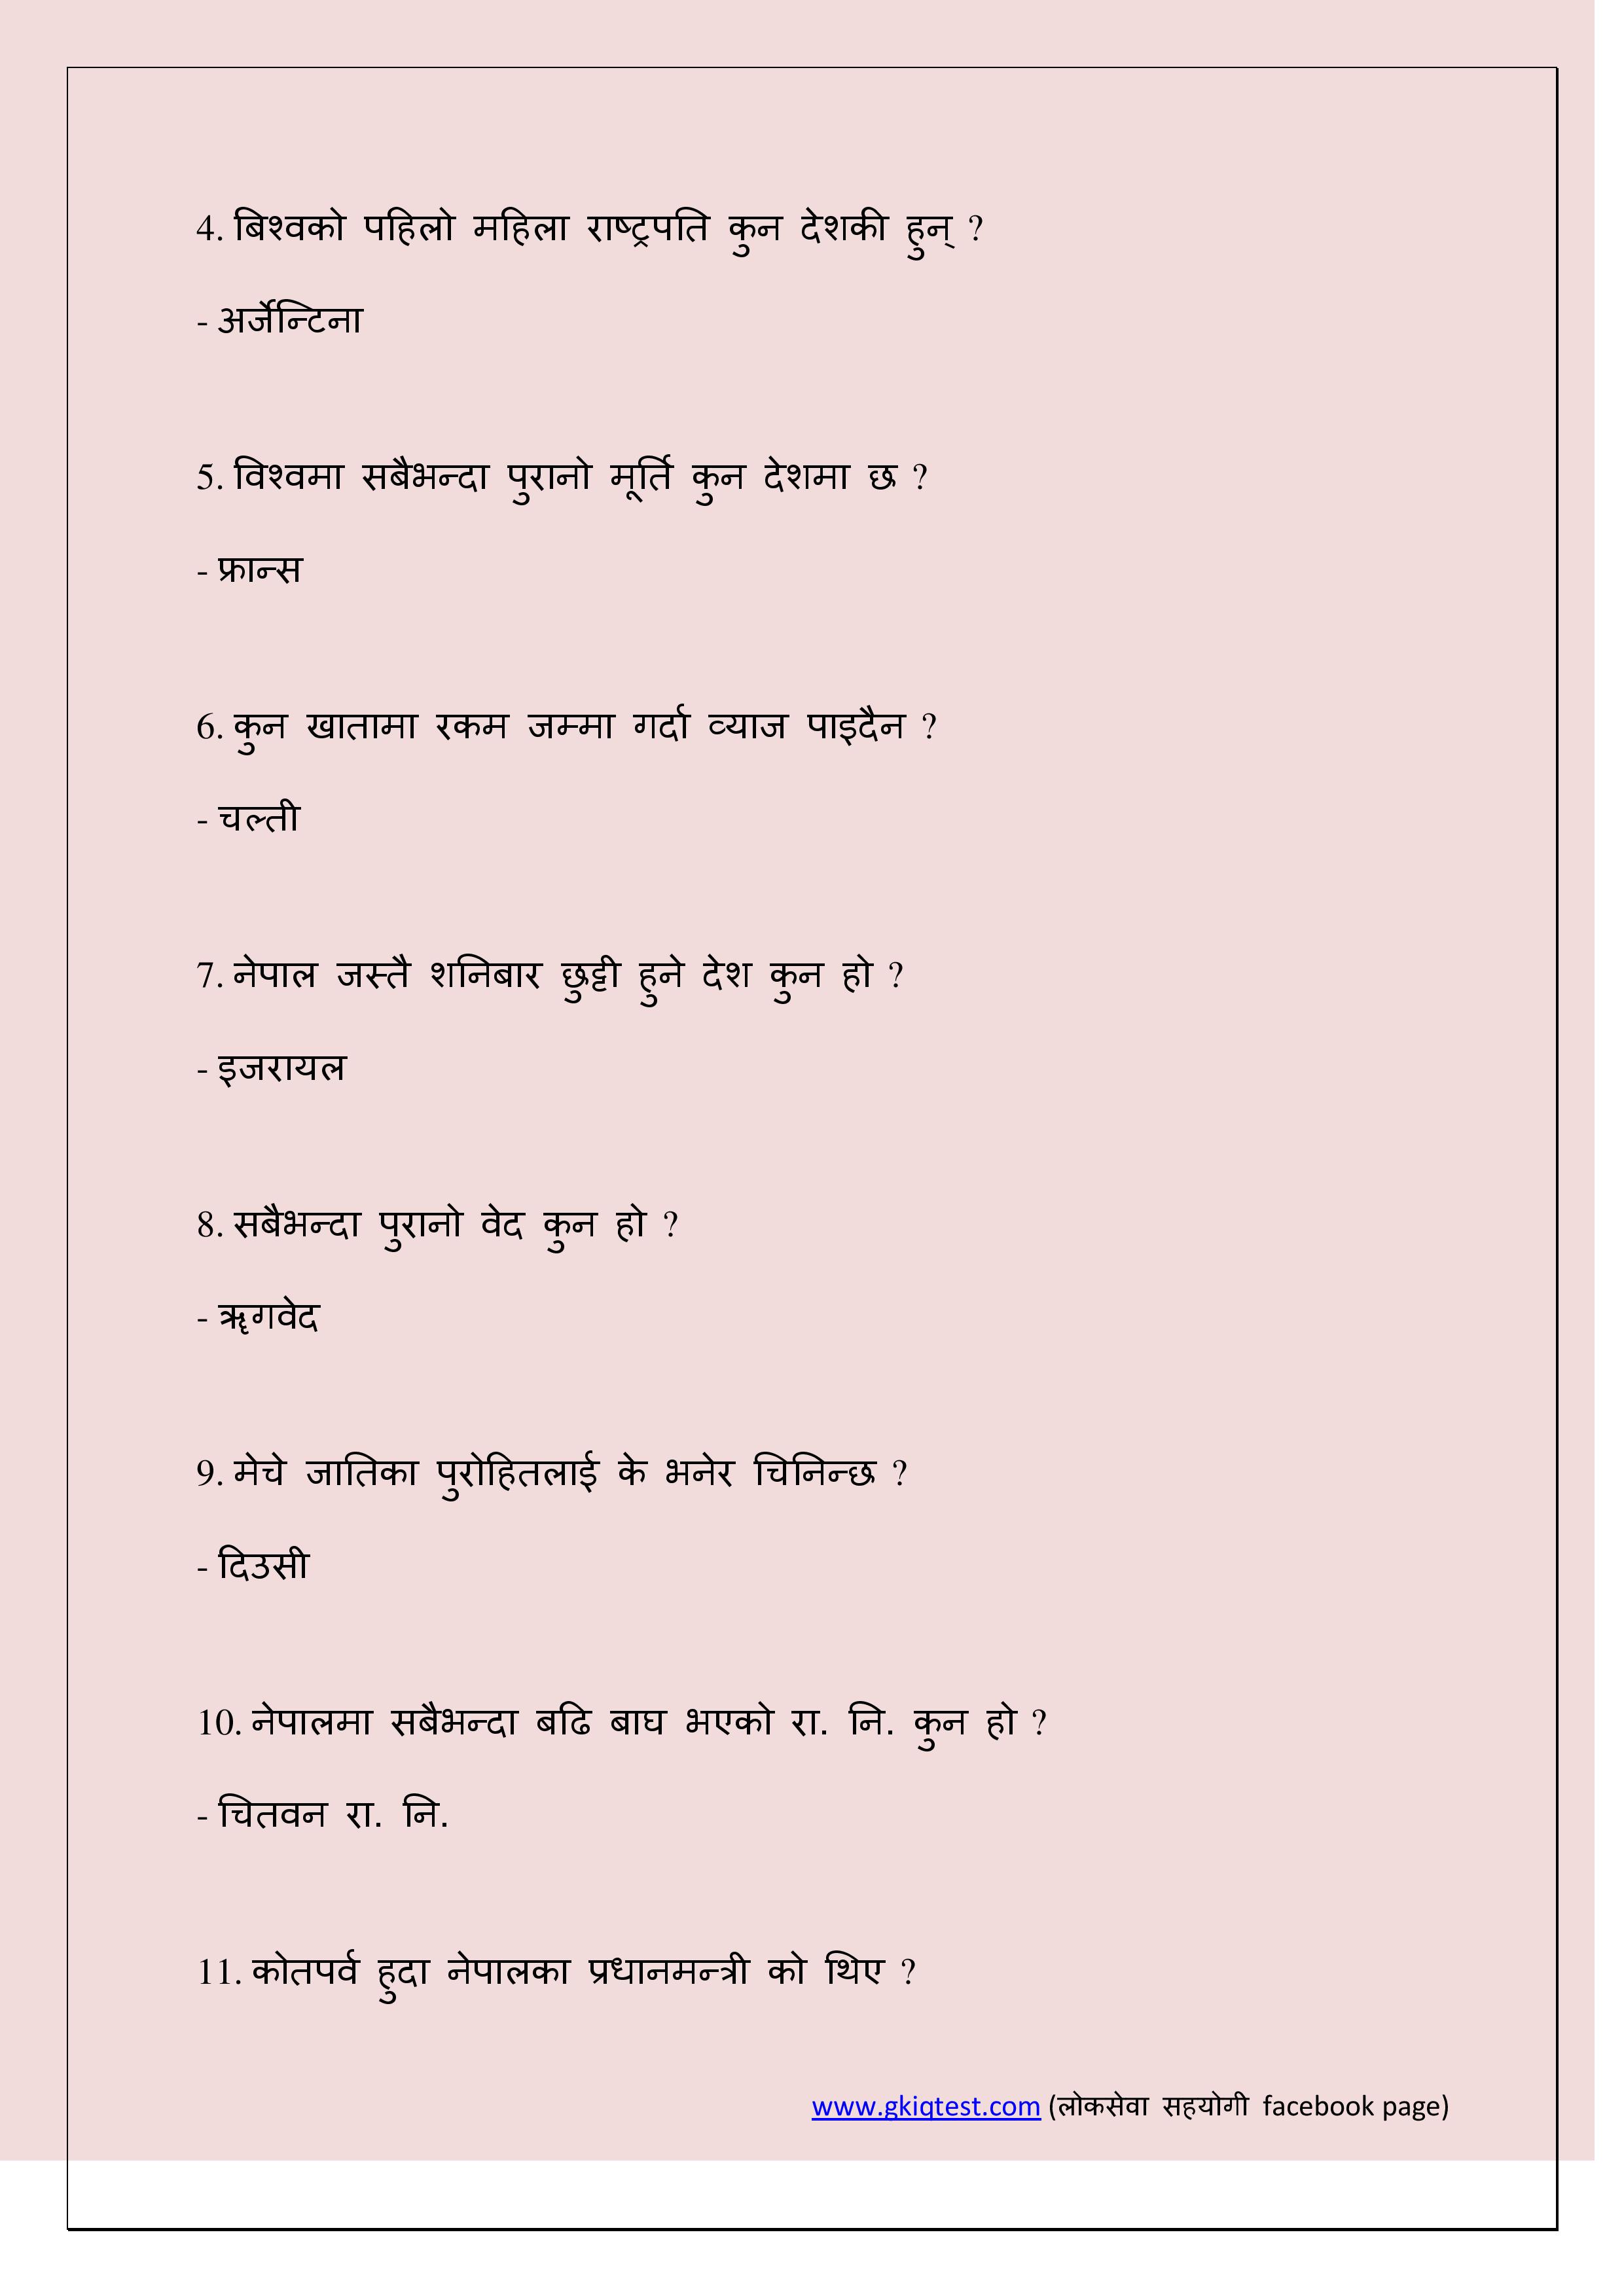 4. बिश्वको पहिलो महिला राष्ट्रपति कुन देशकी हुन् ?
- अर्जेन्टिना
5. विश्वमा सबैभन्दा पुरानो मूर्ति कुन देशमा छ ?
- फ्रान्स
6. कुन खातामा रकम जम्मा गर्दा व्याज पाइदैन ?
- चल्ती
7. नेपाल जस्तै शनिबार छुट्टी हुने देश कुन हो ?
- इजरायल
8. सबैभन्दा पुरानो वेद कुन हो ?
- ॠगवेद
9. मेचे जातिका पुरोहितलाई के भनेर चिनिन्छ ?
- दिउसी
10. नेपालमा सबैभन्दा बढि बाघ भएको रा. नि. कुन हो ?
- चितवन रा. नि.
11. कोतपर्व हुदा नेपालका प्रधानमन्त्री को थिए ?
www.gkiqtest.com (लोकसेवा सहयोगी facebook page)